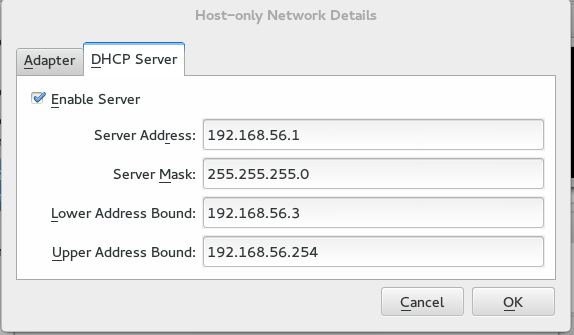 Host-only Network Details
Adapter DHCP Server
Enable Server
Server Address: 192.168.56.1
Server Mask: 255.255.255.0
Lower Address Bound: 192.168.56.3
Upper Address Bound: 192.168.56.254
Cancel OK